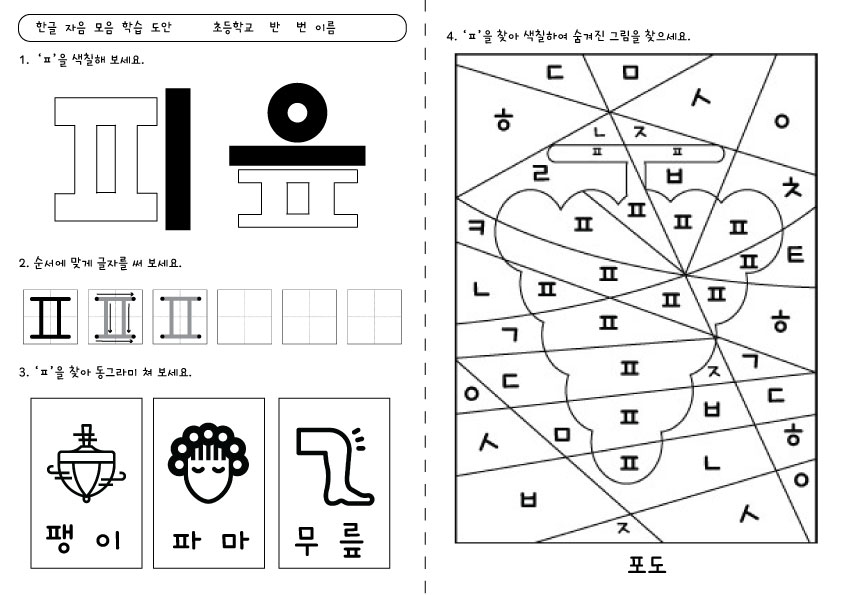 한글 자음 모음 학습 도안 초등학교 반 번 이름
1. ‘ㅍ’을 색칠해 보세요.
피 유
ㅍ
2. 순서에 맞게 글자를 써 보세요.
ㅍ ㅍ ㅍ
3. ‘ㅍ’을 찾아 동그라미 쳐 보세요.
팽 이
파 마
무 릎
4. ‘ㅍ’을 찾아 색칠하여 숨겨진 그림을 찾으세요.
ㄷ ㅁ ㅅ
ㅎ ㅇ
ㄴ ㅈ
ㅍ ㅍ
ㄹ ㅂ ㅊ
ㅋ ㅍ ㅍ ㅍ ㅍ
ㅍ ㅌ
ㅍ
ㄴ ㅍ ㅍ ㅍ
ㄱ ㅍ ㅎ
ㄷ ㅍ ㅈ ㄱ
ㅇ ㅍ ㅂ ㄷ
ㅅ ㅁ ㅎ
ㅍ ㄴ
ㅂ ㅇ
ㅈ ㅅ
포도